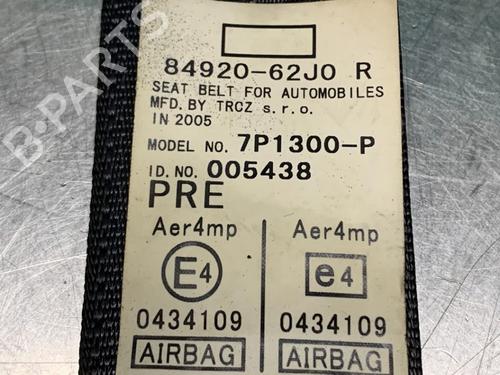 84920-62J0 R
SEAT BELT FOR AUTOMOBILES
MFD. BY TRCZ s.r.o.
IN 2005
MODEL NO. 7P1300-P
ID. NO. 005438
PRE
Aer4mp Aer4mp
E4 e4
0434109 0434109
AIRBAG AIRBAG
B-PARTS